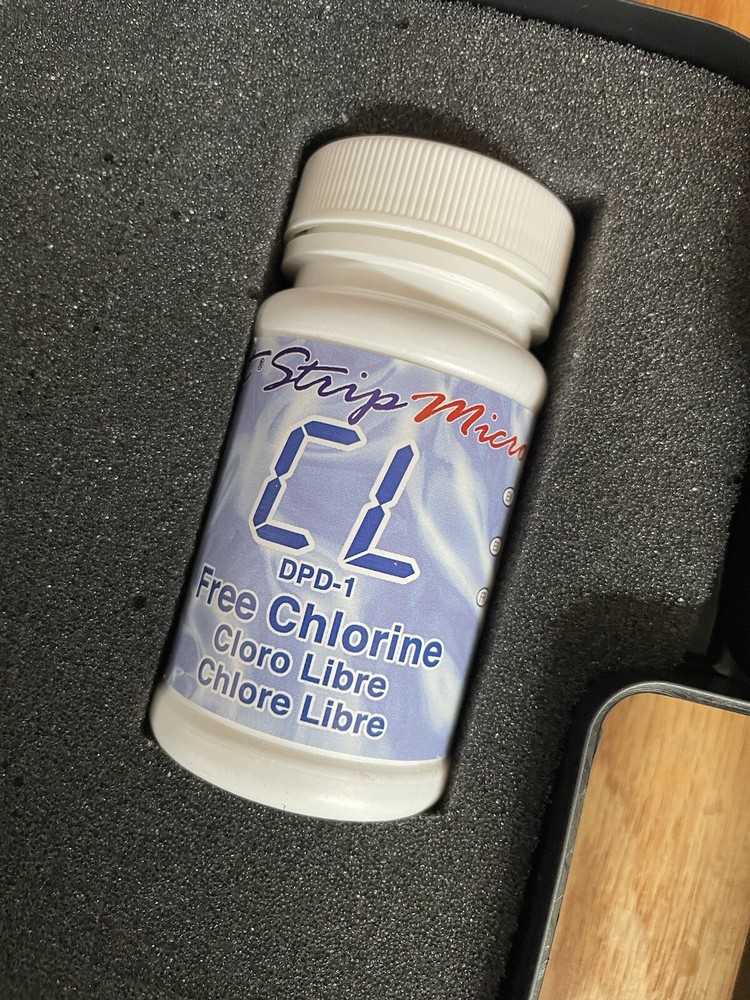 ® Strip Micro
CL
DPD-1
Free Chlorine
Cloro Libre
Chlore Libre